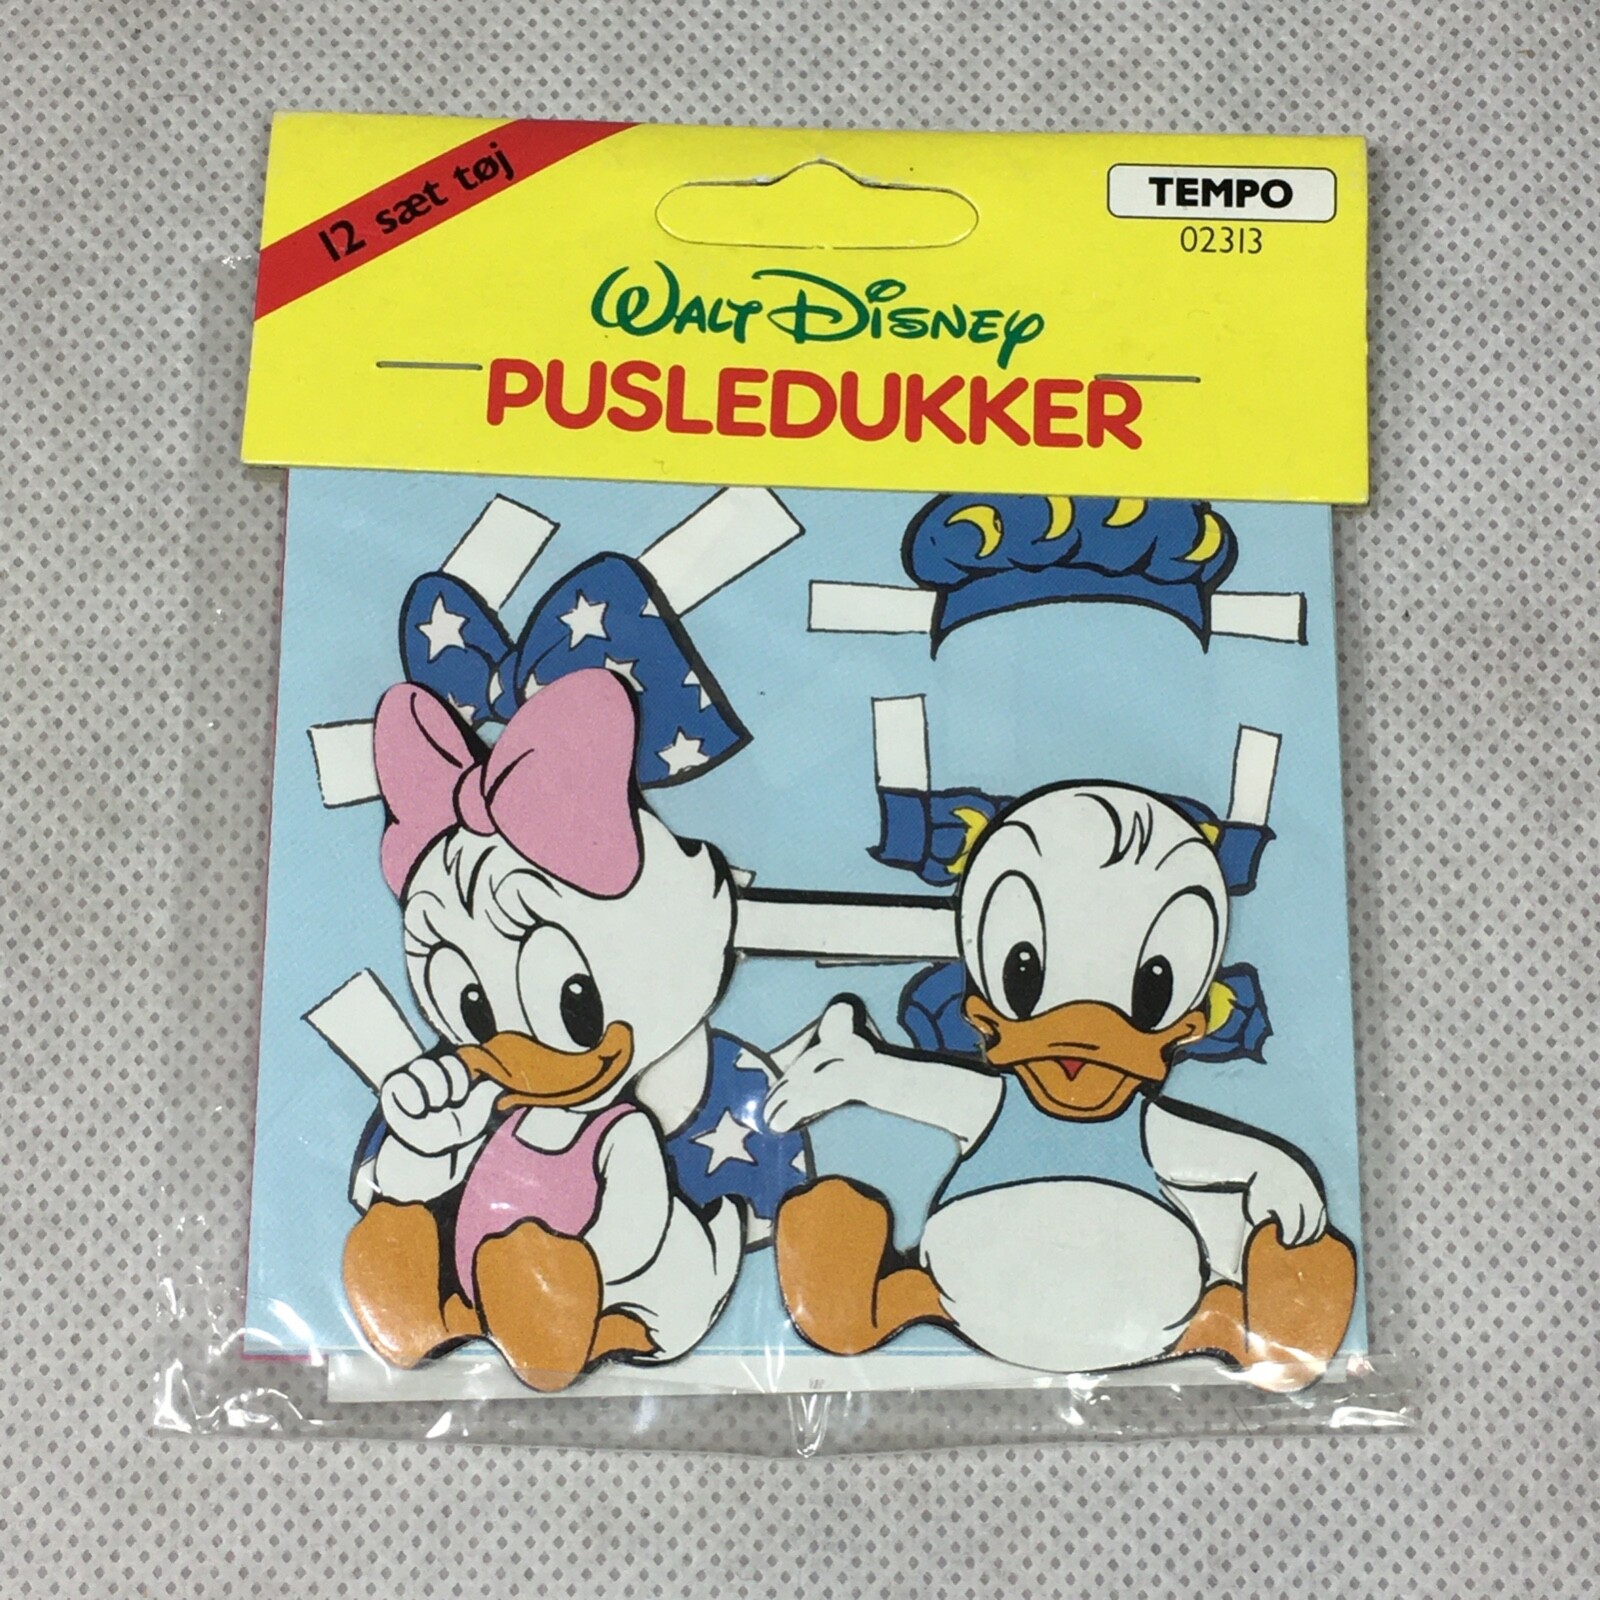 12 sæt tøj
TEMPO
02313
WALT DISNEY
PUSLEDUKKER